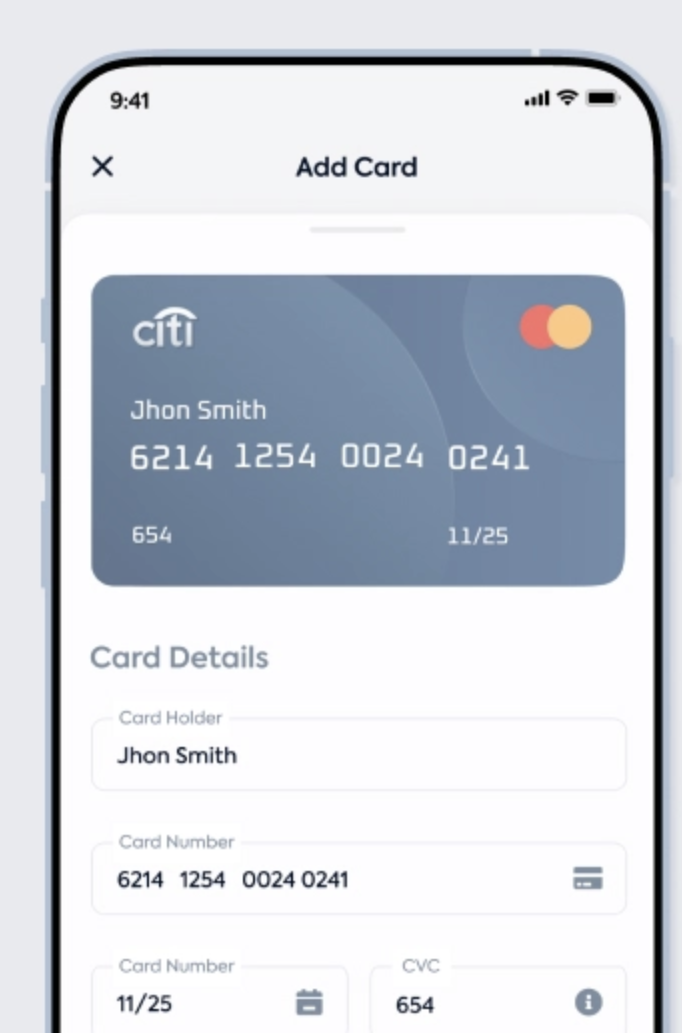 9:41
Add Card
citi
Jhon Smith
6214 1254 0024 0241
654 11/25
Card Details
Card Holder
Jhon Smith
Card Number
6214 1254 0024 0241
Card Number CVC
11/25 654